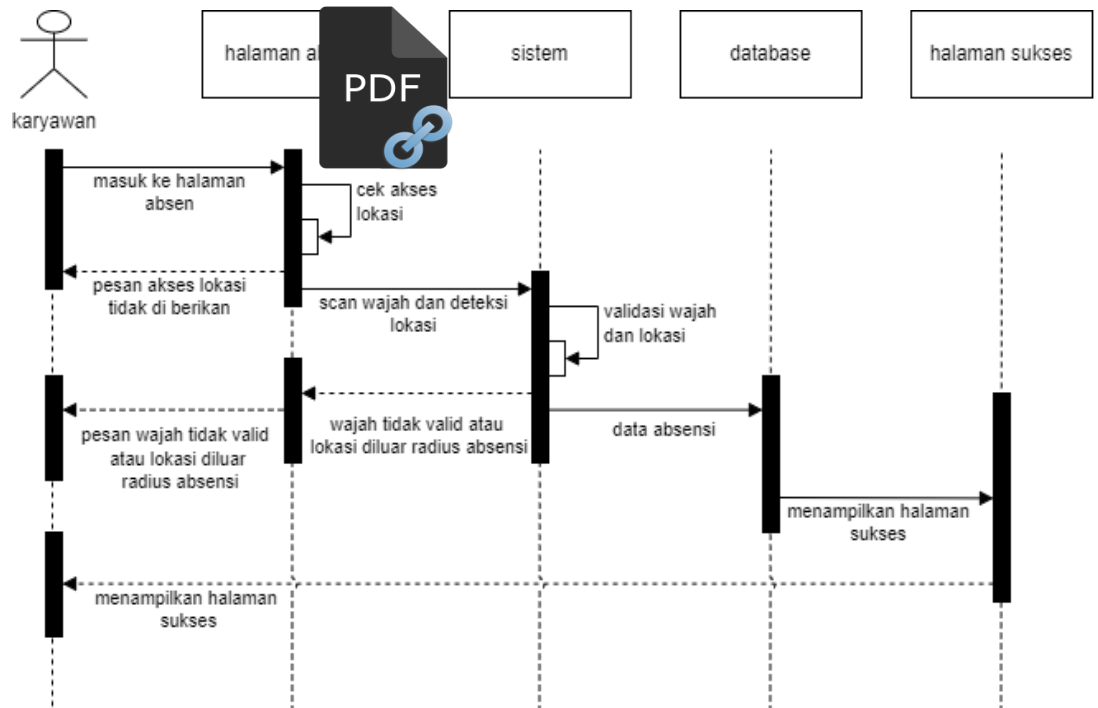 halaman
PDF
sistem
database
halaman sukses
karyawan
masuk ke halaman
absen
cek akses
lokasi
pesan akses lokasi
tidak di berikan
scan wajah dan deteksi
lokasi
validasi wajah
dan lokasi
pesan wajah tidak valid
atau lokasi diluar
radius absensi
wajah tidak valid atau
lokasi diluar radius absensi
data absensi
menampilkan halaman
sukses
menampilkan halaman
sukses